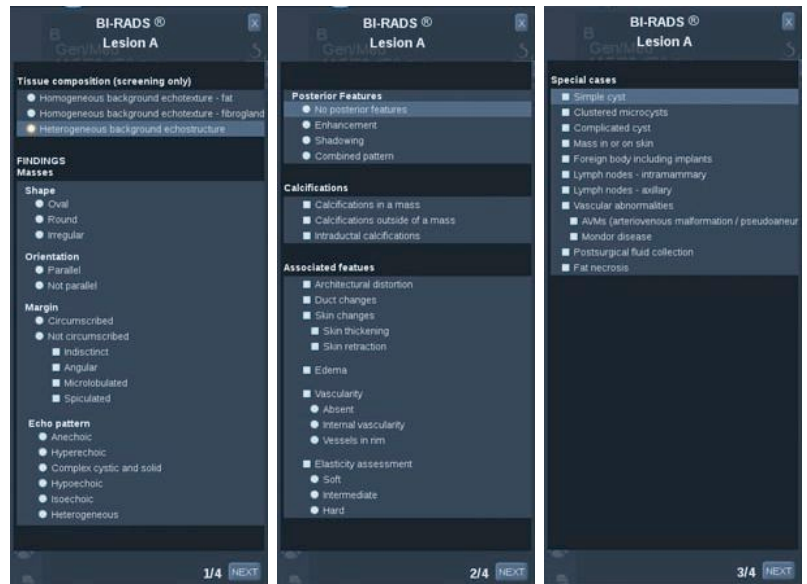 BI-RADS ®
Lesion A
X
Tissue composition (screening only)
Homogeneous background echotexture - fat
Homogeneous background echotexture - fibrogland
Heterogeneous background echostructure
FINDINGS
Masses
Shape
Oval
Round
Irregular
Orientation
Parallel
Not parallel
Margin
Circumscribed
Not circumscribed
Indisctinct
Angular
Microlobulated
Spiculated
Echo pattern
Anechoic
Hyperechoic
Complex cystic and solid
Hypoechoic
Isoechoic
Heterogeneous
1/4 NEXT
BI-RADS ®
Lesion A
X
Posterior Features
No posterior features
Enhancement
Shadowing
Combined pattern
Calcifications
Calcifications in a mass
Calcifications outside of a mass
Intraductal calcifications
Associated featues
Architectural distortion
Duct changes
Skin changes
Skin thickening
Skin retraction
Edema
Vascularity
Absent
Internal vascularity
Vessels in rim
Elasticity assessment
Soft
Intermediate
Hard
2/4 NEXT
BI-RADS ®
Lesion A
X
Special cases
Simple cyst
Clustered microcysts
Complicated cyst
Mass in or on skin
Foreign body including implants
Lymph nodes - intramammary
Lymph nodes - axillary
Vascular abnormalities
AVMs (arteriovenous malformation / pseudoaneur
Mondor disease
Postsurgical fluid collection
Fat necrosis
3/4 NEXT